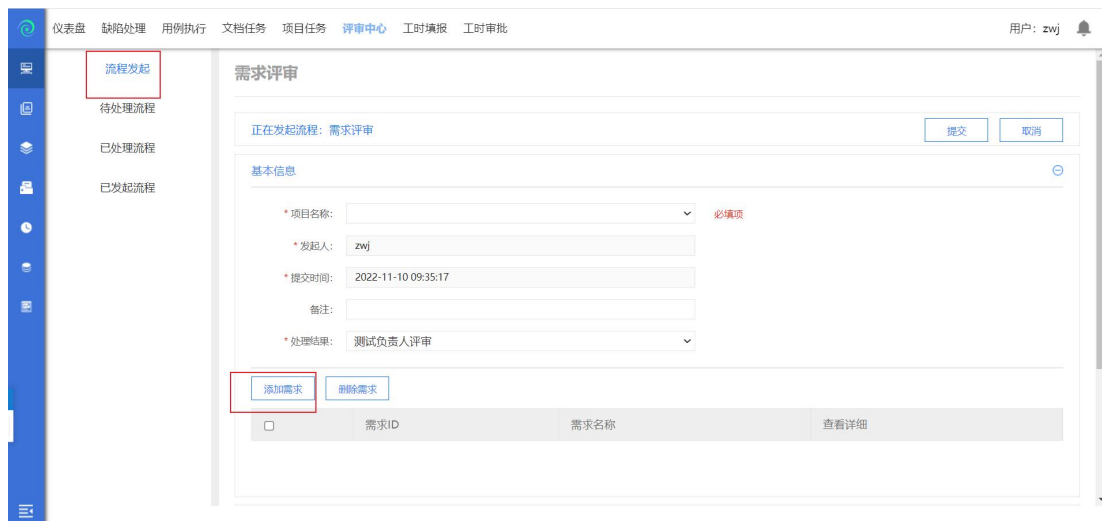 仪表盘 缺陷处理 用例执行 文档任务 项目任务 评审中心 工时填报 工时审批 用户：zwj
流程发起
待处理流程
已处理流程
已发起流程
需求评审
正在发起流程：需求评审 提交 取消
基本信息
* 项目名称： 必填项
* 发起人： zwj
* 提交时间： 2022-11-10 09:35:17
备注：
* 处理结果： 测试负责人评审
添加需求 删除需求
需求ID 需求名称 查看详细